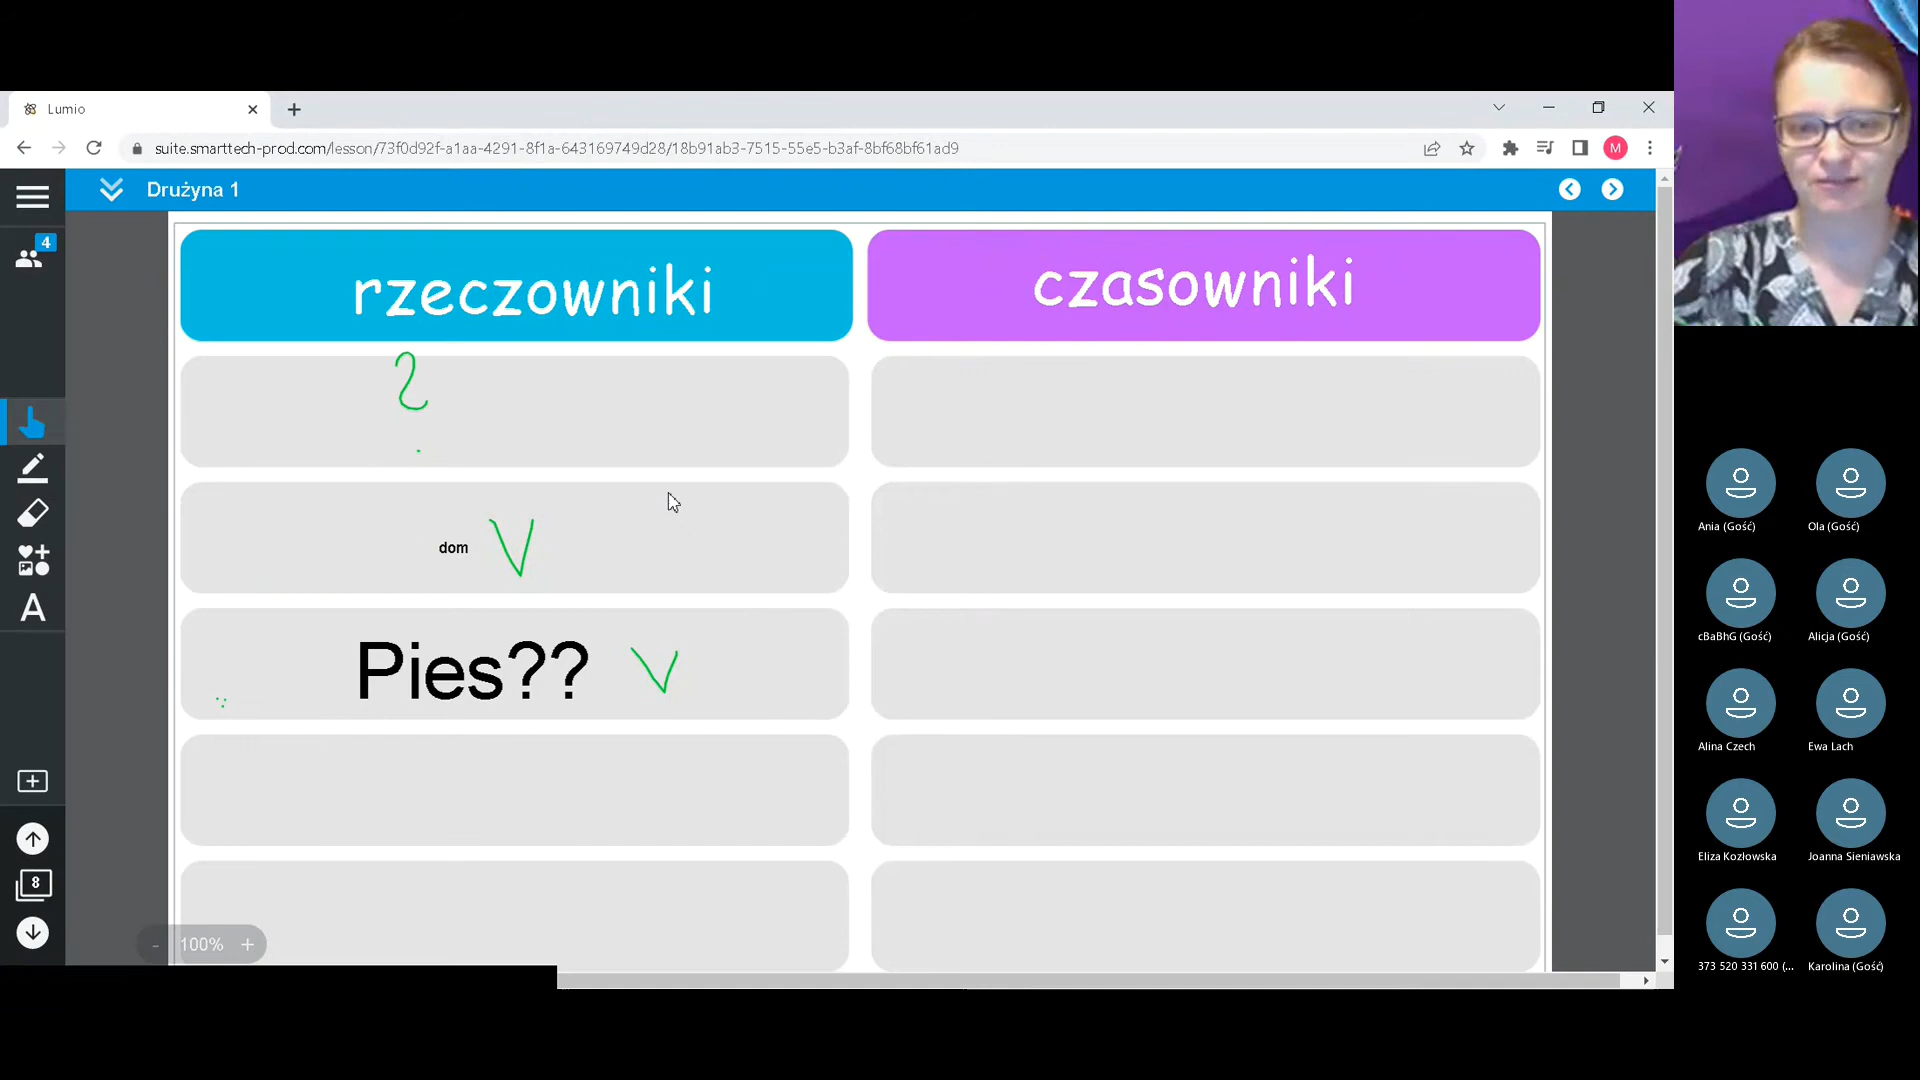 Lumio
suite.smarttech-prod.com/lesson/73f0d92f-a1aa-4291-8f1a-643169749d28/18b91ab3-7515-55e5-b3af-8bf68bf61ad9
M
Drużyna 1
4
rzeczowniki czasowniki
?
dom V
Pies?? V
A
8
- 100% +
Ania (Gość) Ola (Gość)
cBaBhG (Gość) Alicja (Gość)
Alina Czech Ewa Lach
Eliza Kozłowska Joanna Sieniawska
373 520 331 600 (... Karolina (Gość)